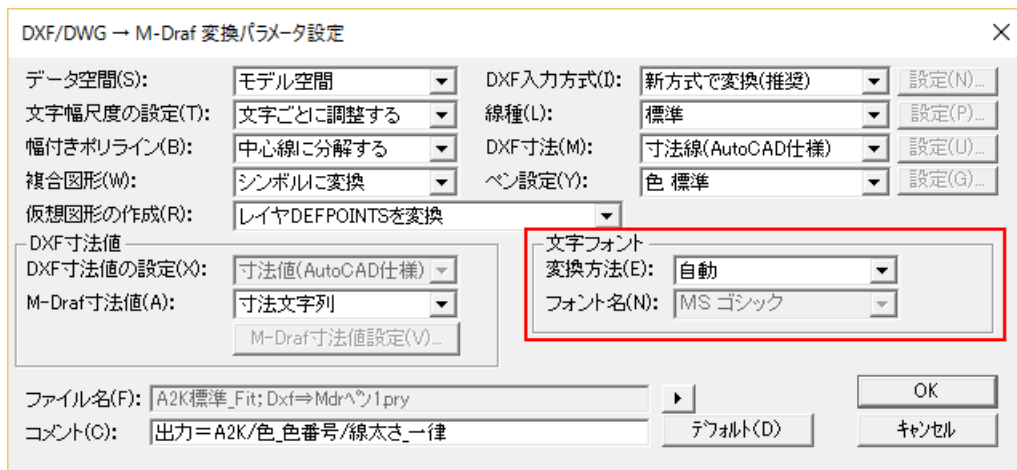 DXF/DWG → M-Draf 変換パラメータ設定
データ空間(S): モデル空間 DXF入力方式(I): 新方式で変換(推奨) 設定(N)...
文字幅尺度の設定(T): 文字ごとに調整する 線種(L): 標準 設定(P)...
幅付きポリライン(B): 中心線に分解する DXF寸法(M): 寸法線(AutoCAD仕様) 設定(U)...
複合図形(W): シンボルに変換 ペン設定(Y): 色 標準 設定(G)...
仮想図形の作成(R): レイヤDEFPOINTSを変換
DXF寸法値 文字フォント
DXF寸法値の設定(X): 寸法値(AutoCAD仕様) 変換方法(E): 自動
M-Draf寸法値(A): 寸法文字列 フォント名(N): MS ゴシック
M-Draf寸法値設定(V)...
ファイル名(F): A2K標準_Fit; Dxf⇒Mdrペン1.pry OK
コメント(C): 出力=A2K/色_色番号/線太さ_一律 デフォルト(D) キャンセル